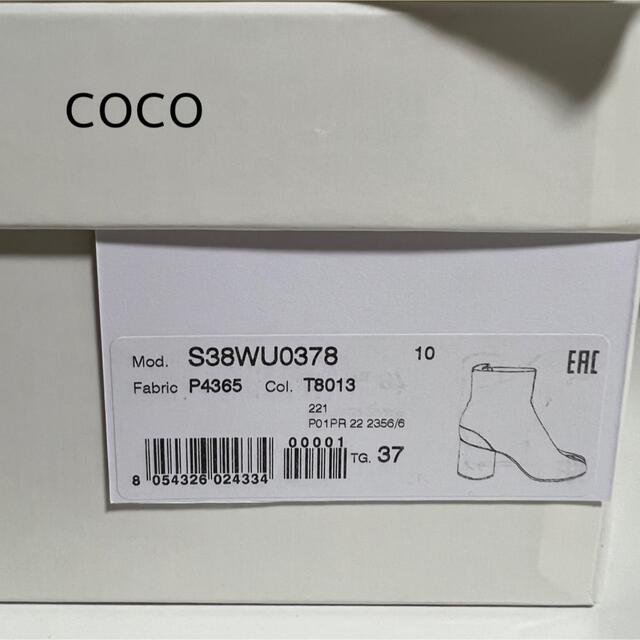 COCO
Mod. S38WU0378 10 EAC
Fabric P4365 Col. T8013
221
P01PR 22 2356/6
00001
TG. 37
8 054326 024334